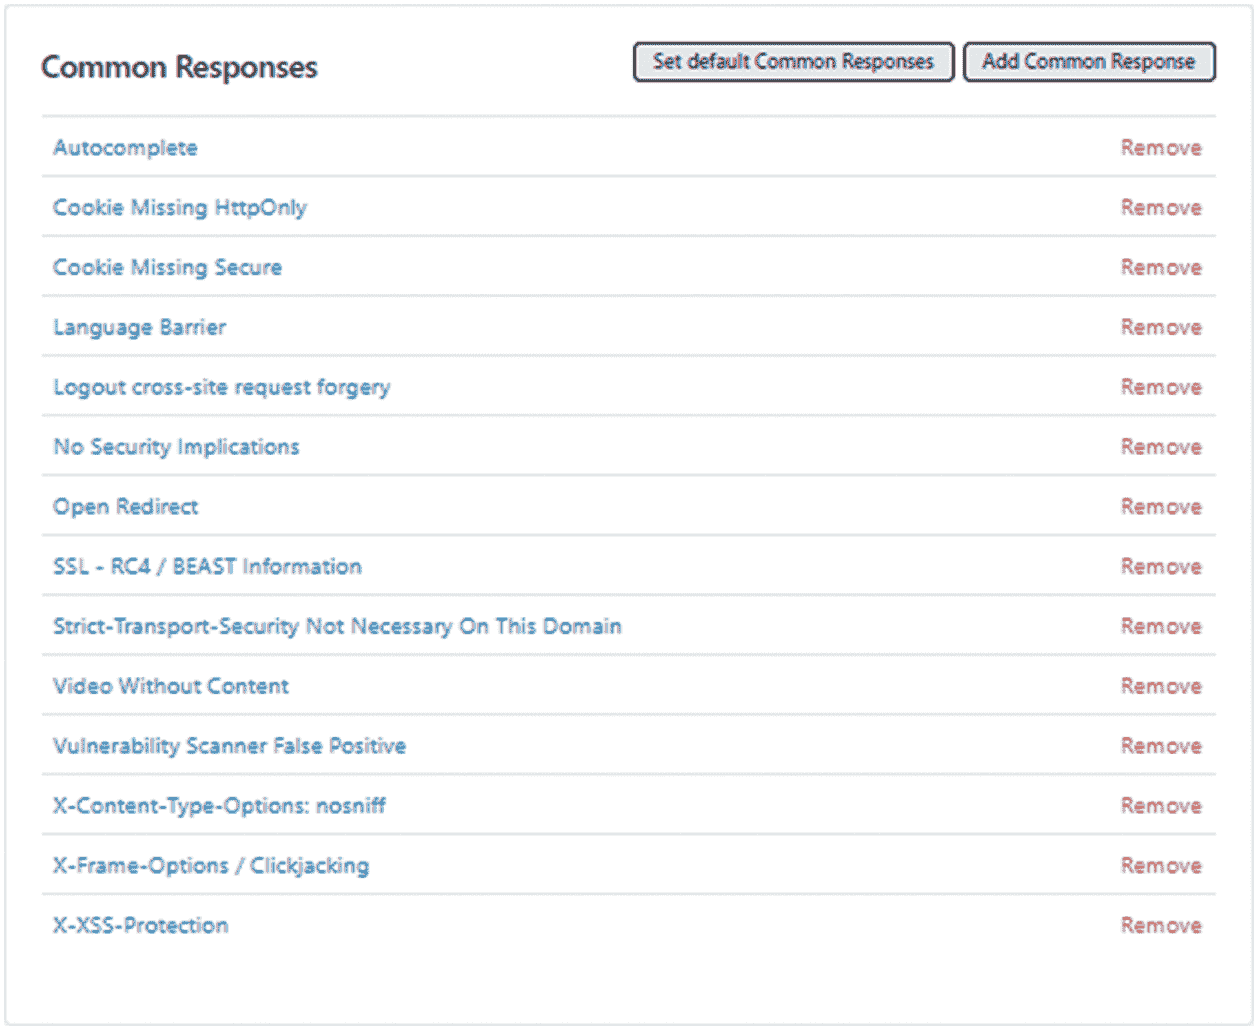 Common Responses
Set default Common Responses
Add Common Response
Autocomplete Remove
Cookie Missing HttpOnly Remove
Cookie Missing Secure Remove
Language Barrier Remove
Logout cross-site request forgery Remove
No Security Implications Remove
Open Redirect Remove
SSL - RC4 / BEAST Information Remove
Strict-Transport-Security Not Necessary On This Domain Remove
Video Without Content Remove
Vulnerability Scanner False Positive Remove
X-Content-Type-Options: nosniff Remove
X-Frame-Options / Clickjacking Remove
X-XSS-Protection Remove